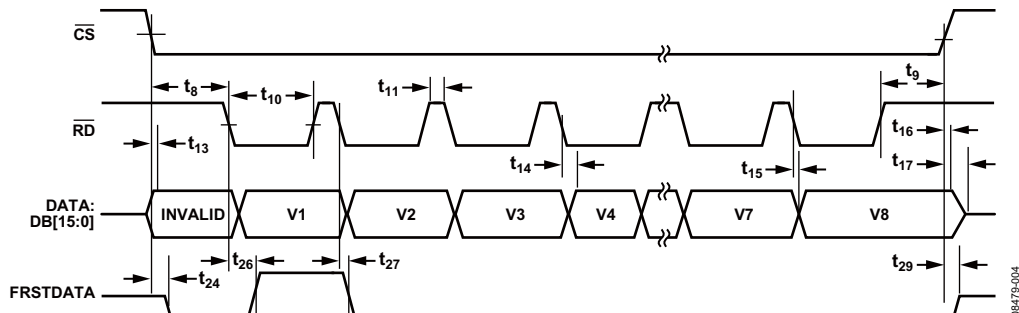 CS
t8
t9
t10
t11
RD
t13
t16
t14
t15
t17
DATA:
DB[15:0]
INVALID
V1
V2
V3
V4
V7
V8
t26
t27
t29
t24
FRSTDATA
08479-004